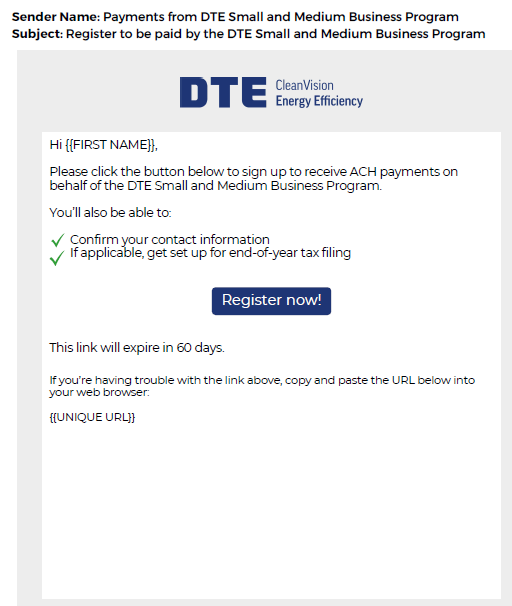 Sender Name: Payments from DTE Small and Medium Business Program
Subject: Register to be paid by the DTE Small and Medium Business Program
DTE CleanVision
Energy Efficiency
Hi {{FIRST NAME}},
Please click the button below to sign up to receive ACH payments on
behalf of the DTE Small and Medium Business Program.
You'll also be able to:
Confirm your contact information
If applicable, get set up for end-of-year tax filing
Register now!
This link will expire in 60 days.
If you're having trouble with the link above, copy and paste the URL below into
your web browser:
{{UNIQUE URL}}